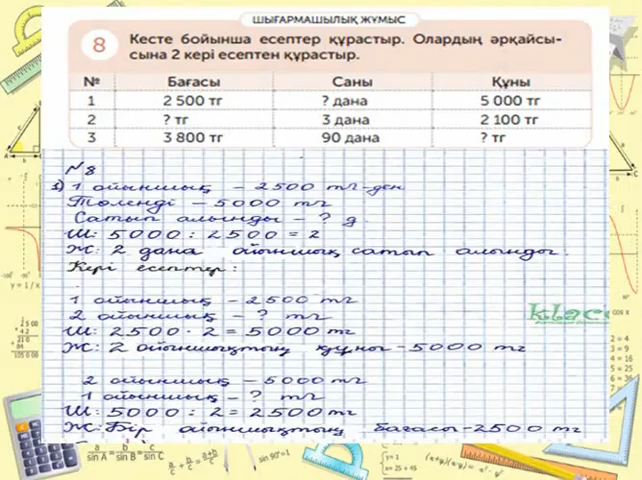 ШЫҒАРМАШЫЛЫҚ ЖҰМЫС
8 Кесте бойынша есептер құрастыр. Олардың әрқайсы-
сына 2 кері есептен құрастыр.
№ Бағасы Саны Құны
1 2 500 тг ? дана 5 000 тг
2 ? тг 3 дана 2 100 тг
3 3 800 тг 90 дана ? тг
№8
1) 1 ойыншық – 2500 тг-ден
Төленді – 5000 тг
Сатып алынды – ? д.
Ш: 5000 : 2500 = 2
Ж: 2 дана ойыншық сатып алынды.
Кері есептер:
1 ойыншық – 2500 тг
2 ойыншық – ? тг
Ш: 2500 · 2 = 5000 тг
Ж: 2 ойыншықтың құны – 5000 тг
2 ойыншық – 5000 тг
1 ойыншық – ? тг
Ш: 5000 : 2 = 2500 тг
Ж: Бір ойыншықтың бағасы – 2500 тг